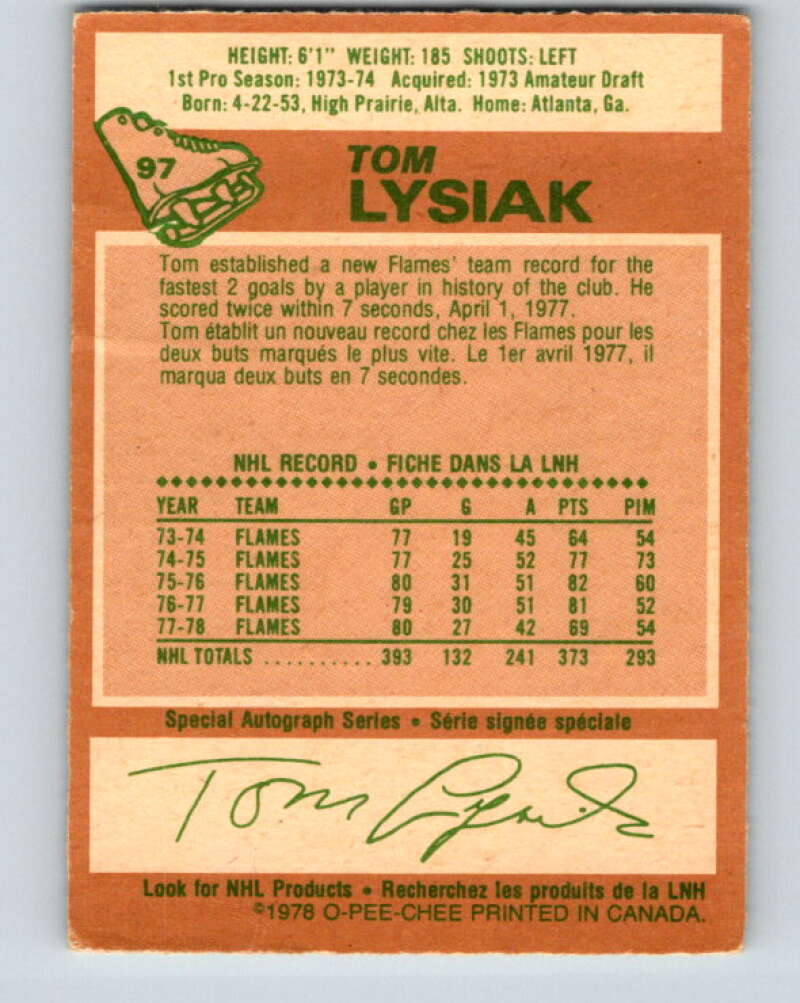 HEIGHT: 6'1" WEIGHT: 185 SHOOTS: LEFT
1st Pro Season: 1973-74 Acquired: 1973 Amateur Draft
Born: 4-22-53, High Prairie, Alta. Home: Atlanta, Ga.
97
TOM
LYSIAK
Tom established a new Flames' team record for the
fastest 2 goals by a player in history of the club. He
scored twice within 7 seconds, April 1, 1977.
Tom établit un nouveau record chez les Flames pour les
deux buts marqués le plus vite. Le 1er avril 1977, il
marqua deux buts en 7 secondes.
NHL RECORD • FICHE DANS LA LNH
YEAR TEAM GP G A PTS PIM
73-74 FLAMES 77 19 45 64 54
74-75 FLAMES 77 25 52 77 73
75-76 FLAMES 80 31 51 82 60
76-77 FLAMES 79 30 51 81 52
77-78 FLAMES 80 27 42 69 54
NHL TOTALS .......... 393 132 241 373 293
Special Autograph Series • Série signée spéciale
Tom Lysiak
Look for NHL Products • Recherchez les produits de la LNH
©1978 O-PEE-CHEE PRINTED IN CANADA.